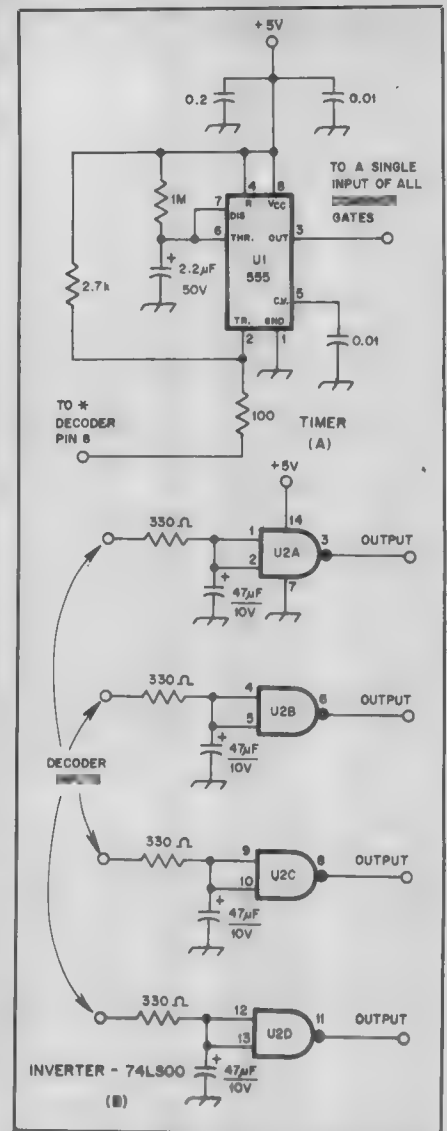 +5V
0.2
0.01
4
8
R
VCC
1M
7
DIS
TO A SINGLE
INPUT OF ALL
GATES
6
THR.
OUT
3
U1
555
+
2.2µF
50V
2.7k
C.V.
5
TR.
GND
2
1
0.01
TO *
DECODER
PIN 8
100
TIMER
(A)
+5V
330Ω
14
1
2
U2A
3
OUTPUT
7
+
47µF
10V
330Ω
4
5
U2B
6
OUTPUT
+
47µF
10V
DECODER
330Ω
9
10
U2C
8
OUTPUT
+
47µF
10V
330Ω
12
13
U2D
11
OUTPUT
INVERTER - 74LS00
+
47µF
10V
(B)